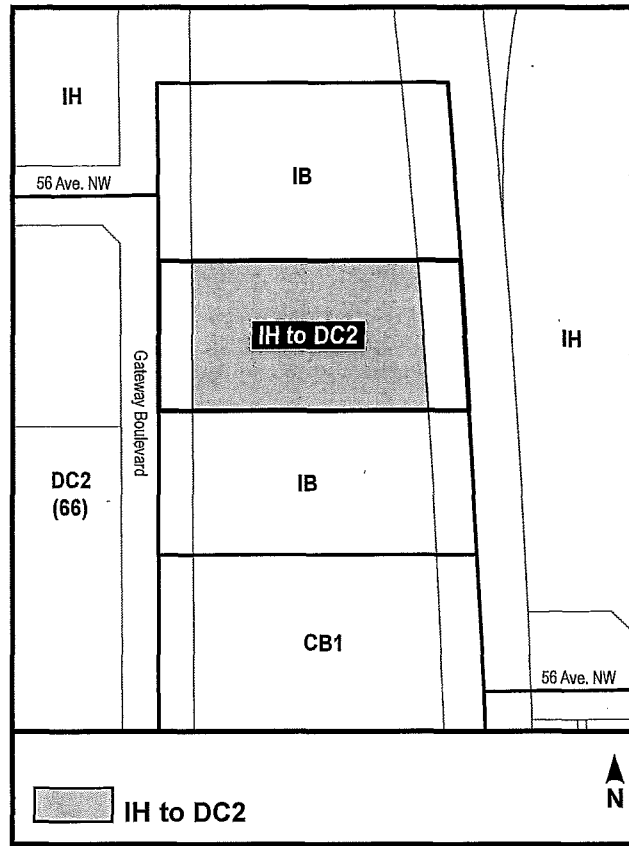 IH
56 Ave. NW
IB
IH to DC2
IH
Gateway Boulevard
DC2
(66)
IB
CB1
56 Ave. NW
IH to DC2
N